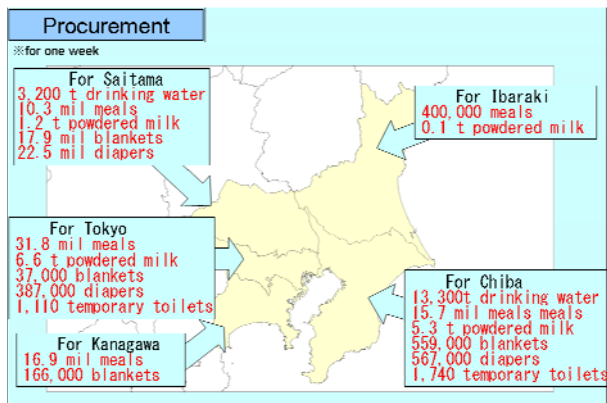 Procurement
※for one week
For Saitama
3,200 t drinking water
10.3 mil meals
1.2 t powdered milk
17.9 mil blankets
22.5 mil diapers
For Ibaraki
400,000 meals
0.1 t powdered milk
For Tokyo
31.8 mil meals
6.6 t powdered milk
37,000 blankets
387,000 diapers
1,110 temporary toilets
For Chiba
13,300t drinking water
15.7 mil meals meals
5.3 t powdered milk
559,000 blankets
567,000 diapers
1,740 temporary toilets
For Kanagawa
16.9 mil meals
166,000 blankets